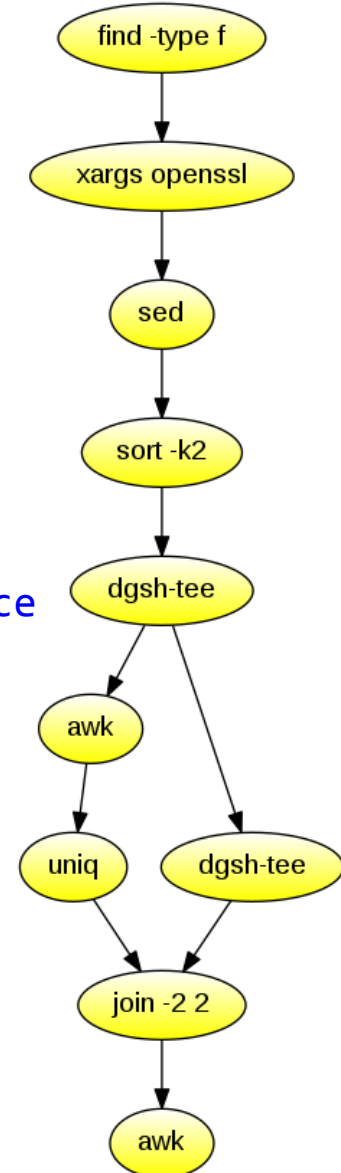 find -type f
xargs openssl
sed
sort -k2
dgsh-tee
awk
uniq
dgsh-tee
join -2 2
awk